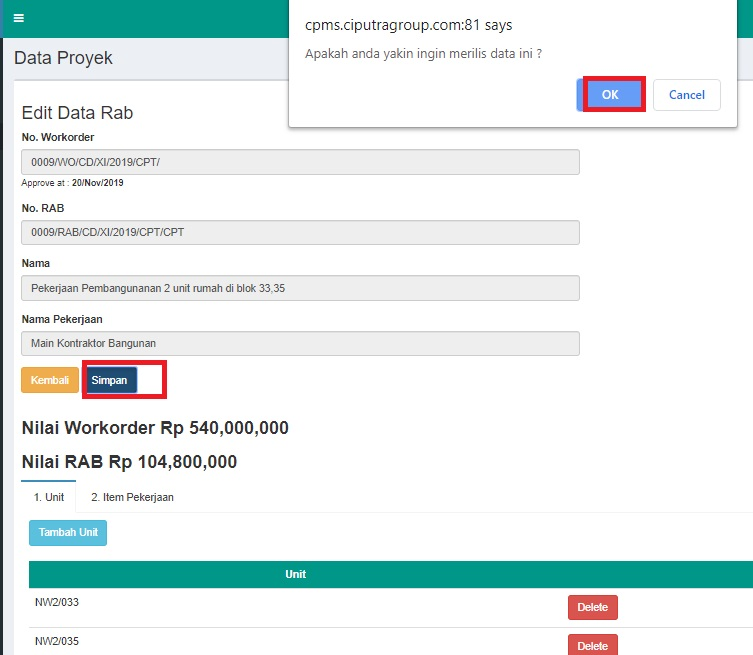 cpms.ciputragroup.com:81 says
Apakah anda yakin ingin merilis data ini ?
OK Cancel
Data Proyek
Edit Data Rab
No. Workorder
0009/WO/CD/XI/2019/CPT/
Approve at : 20/Nov/2019
No. RAB
0009/RAB/CD/XI/2019/CPT/CPT
Nama
Pekerjaan Pembangunanan 2 unit rumah di blok 33,35
Nama Pekerjaan
Main Kontraktor Bangunan
Kembali Simpan
Nilai Workorder Rp 540,000,000
Nilai RAB Rp 104,800,000
1. Unit 2. Item Pekerjaan
Tambah Unit
Unit
NW2/033 Delete
NW2/035 Delete